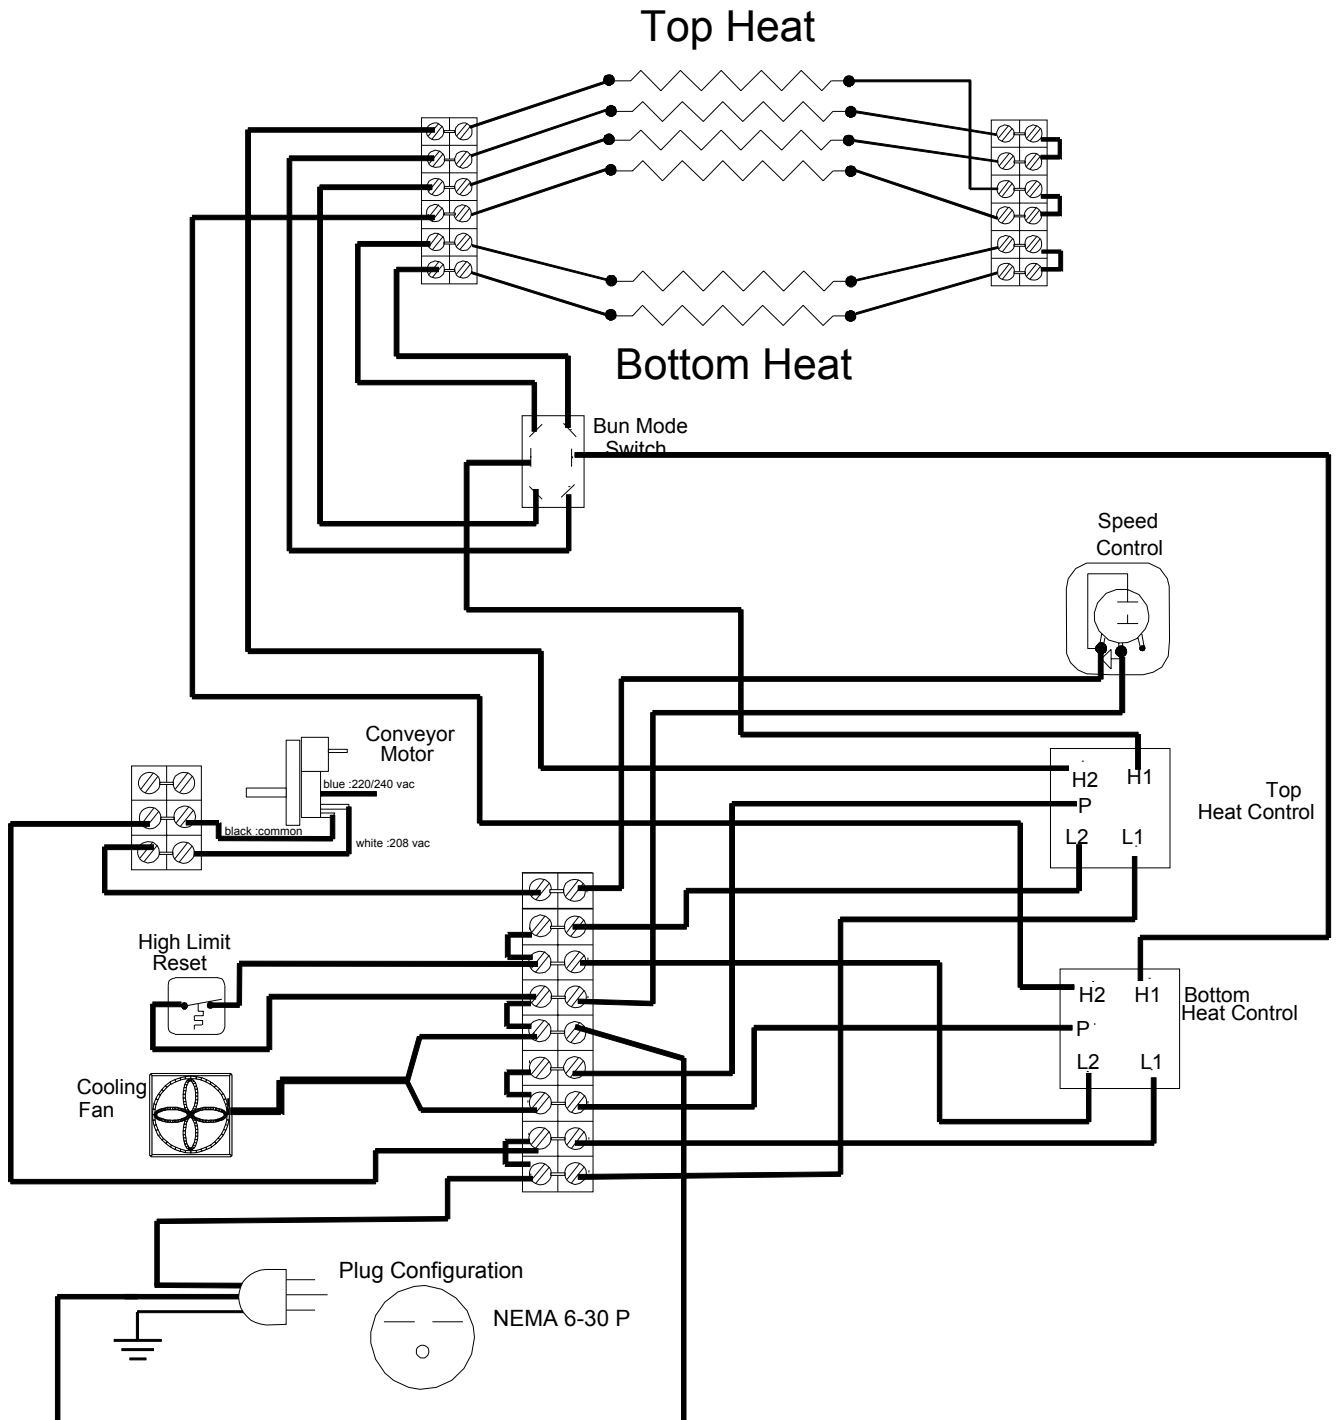 Top Heat
Bottom Heat
Bun Mode
Switch
Speed
Control
Conveyor
Motor
blue :220/240 vac
black :common
white :208 vac
H2 H1
P
L2 L1
Top
Heat Control
High Limit
Reset
H2 H1
P
L2 L1
Bottom
Heat Control
Cooling
Fan
Plug Configuration
NEMA 6-30 P